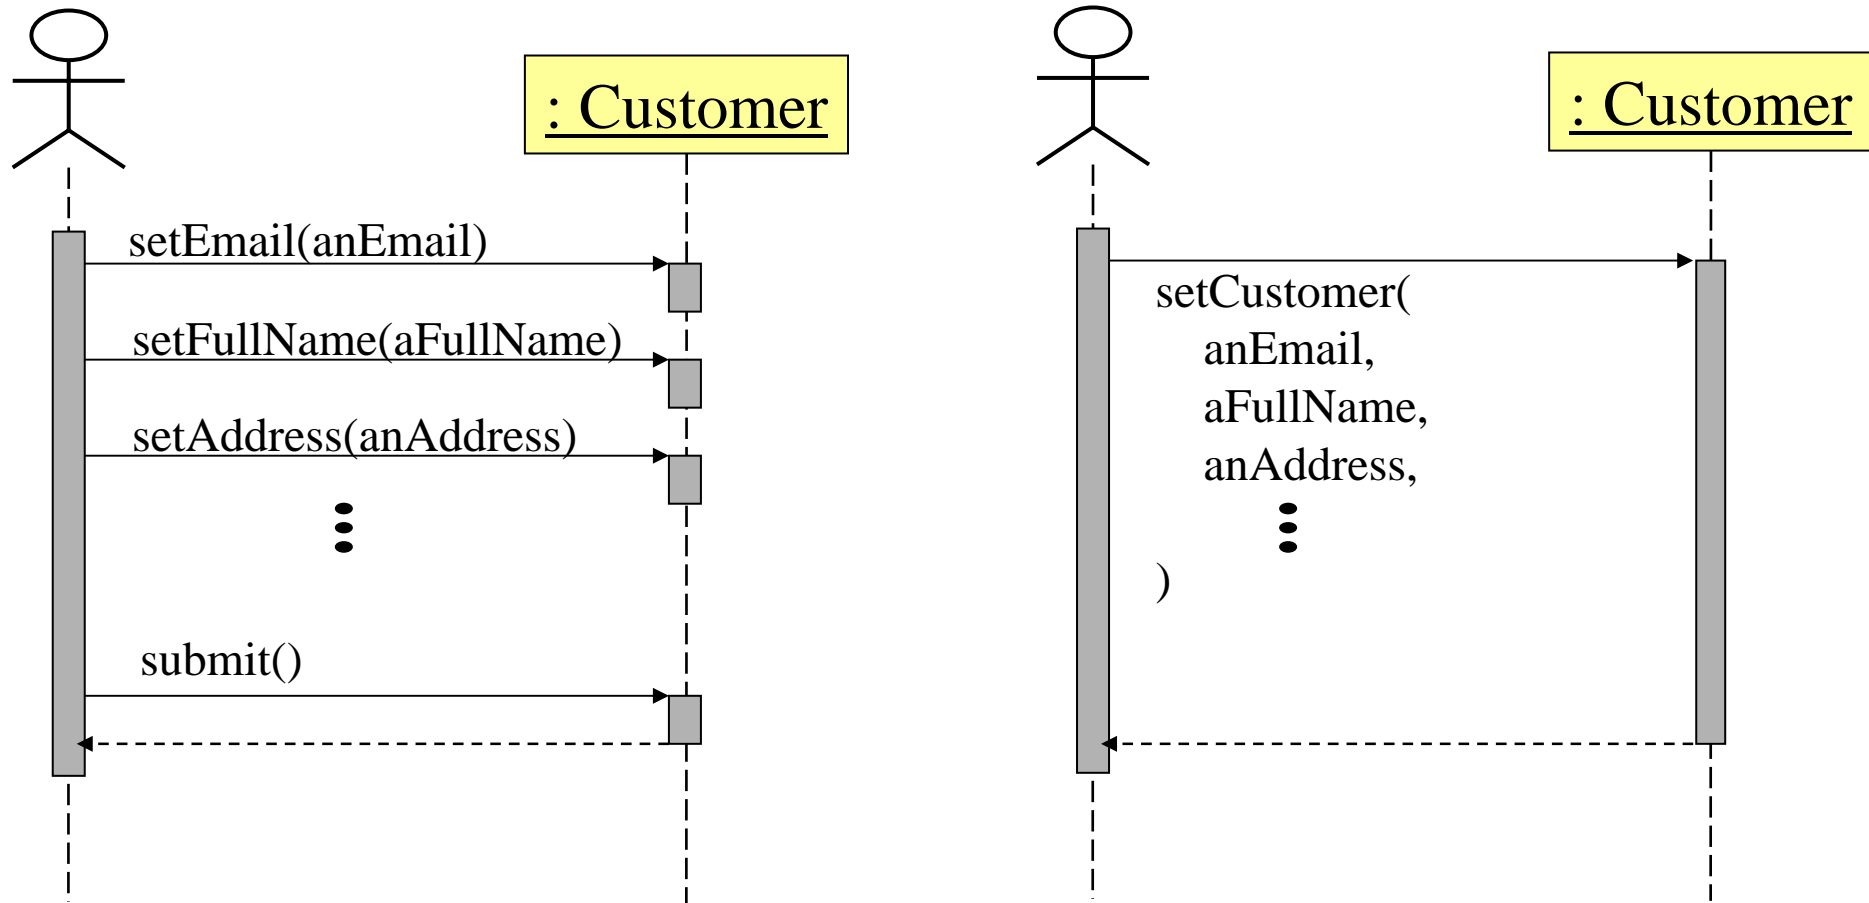 : Customer
setEmail(anEmail)
setFullName(aFullName)
setAddress(anAddress)
submit()
: Customer
setCustomer(
anEmail,
aFullName,
anAddress,
)